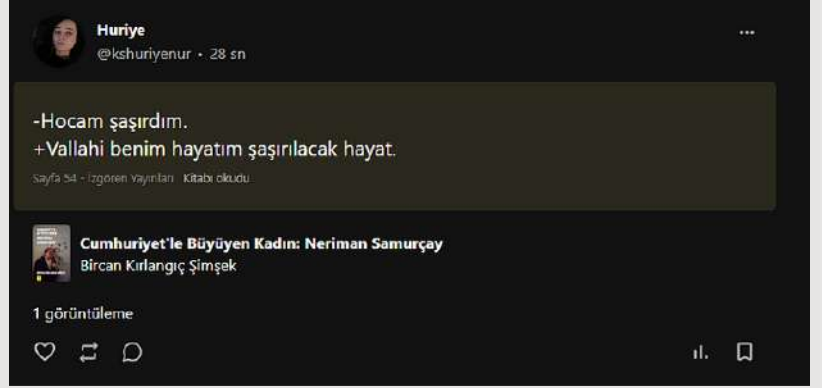 Huriye
@kshuriyenur • 28 sn
-Hocam şaşırdım.
+Vallahi benim hayatım şaşırılacak hayat.
Sayfa 54 - İzgören Yayınları Kitabı okudu
Cumhuriyet'le Büyüyen Kadın: Neriman Samurçay
Bircan Kırlangıç Şimşek
1 görüntüleme